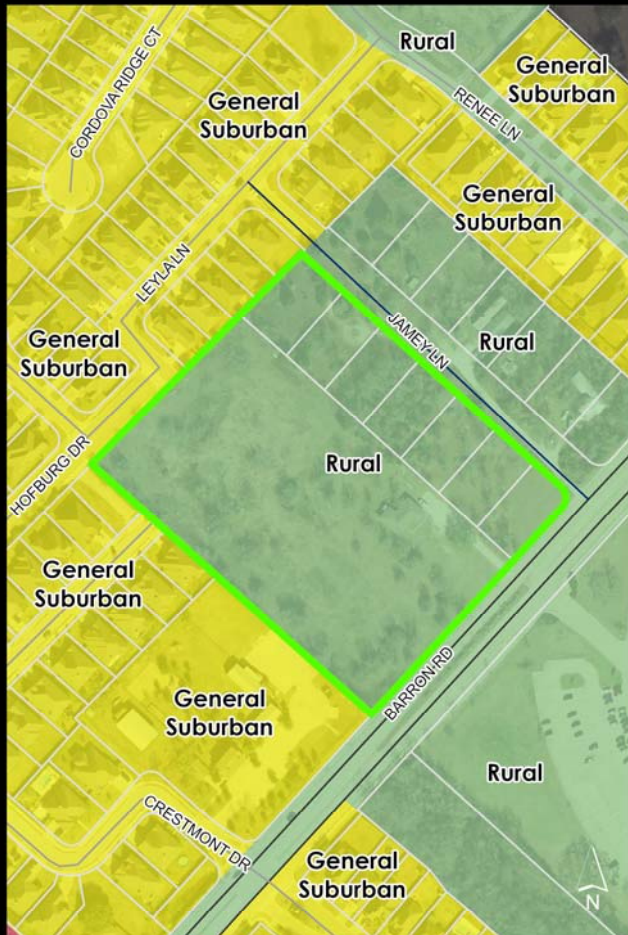 Rural
General
Suburban
CORDOVA RIDGE CT
General
Suburban
RENEE LN
General
Suburban
LEYLA LN
General
Suburban
JAMEY LN
Rural
Rural
HOFBURG DR
General
Suburban
General
Suburban
BARRON RD
Rural
CRESTMONT DR
General
Suburban
N